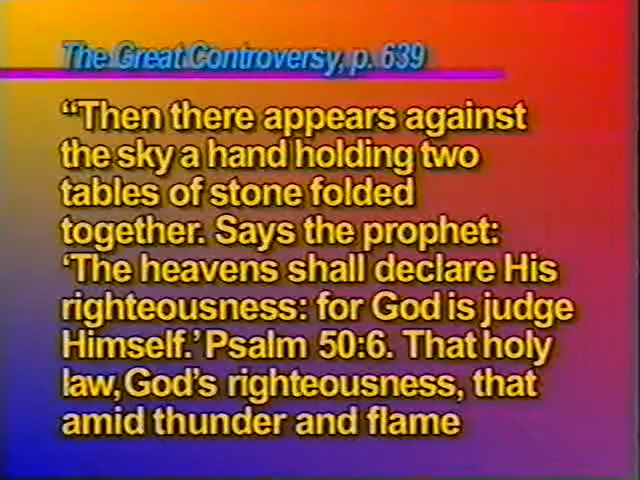 The Great Controversy, p. 639
“Then there appears against
the sky a hand holding two
tables of stone folded
together. Says the prophet:
‘The heavens shall declare His
righteousness: for God is judge
Himself.’ Psalm 50:6. That holy
law, God’s righteousness, that
amid thunder and flame